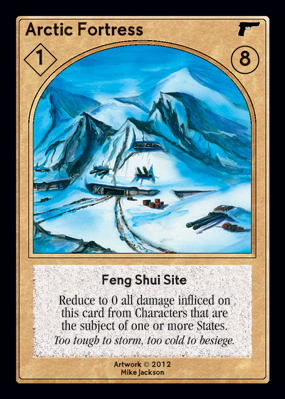 Arctic Fortress
1
8
Feng Shui Site
Reduce to 0 all damage inflicted on
this card from Characters that are
the subject of one or more States.
Too tough to storm, too cold to besiege.
Artwork © 2012
Mike Jackson